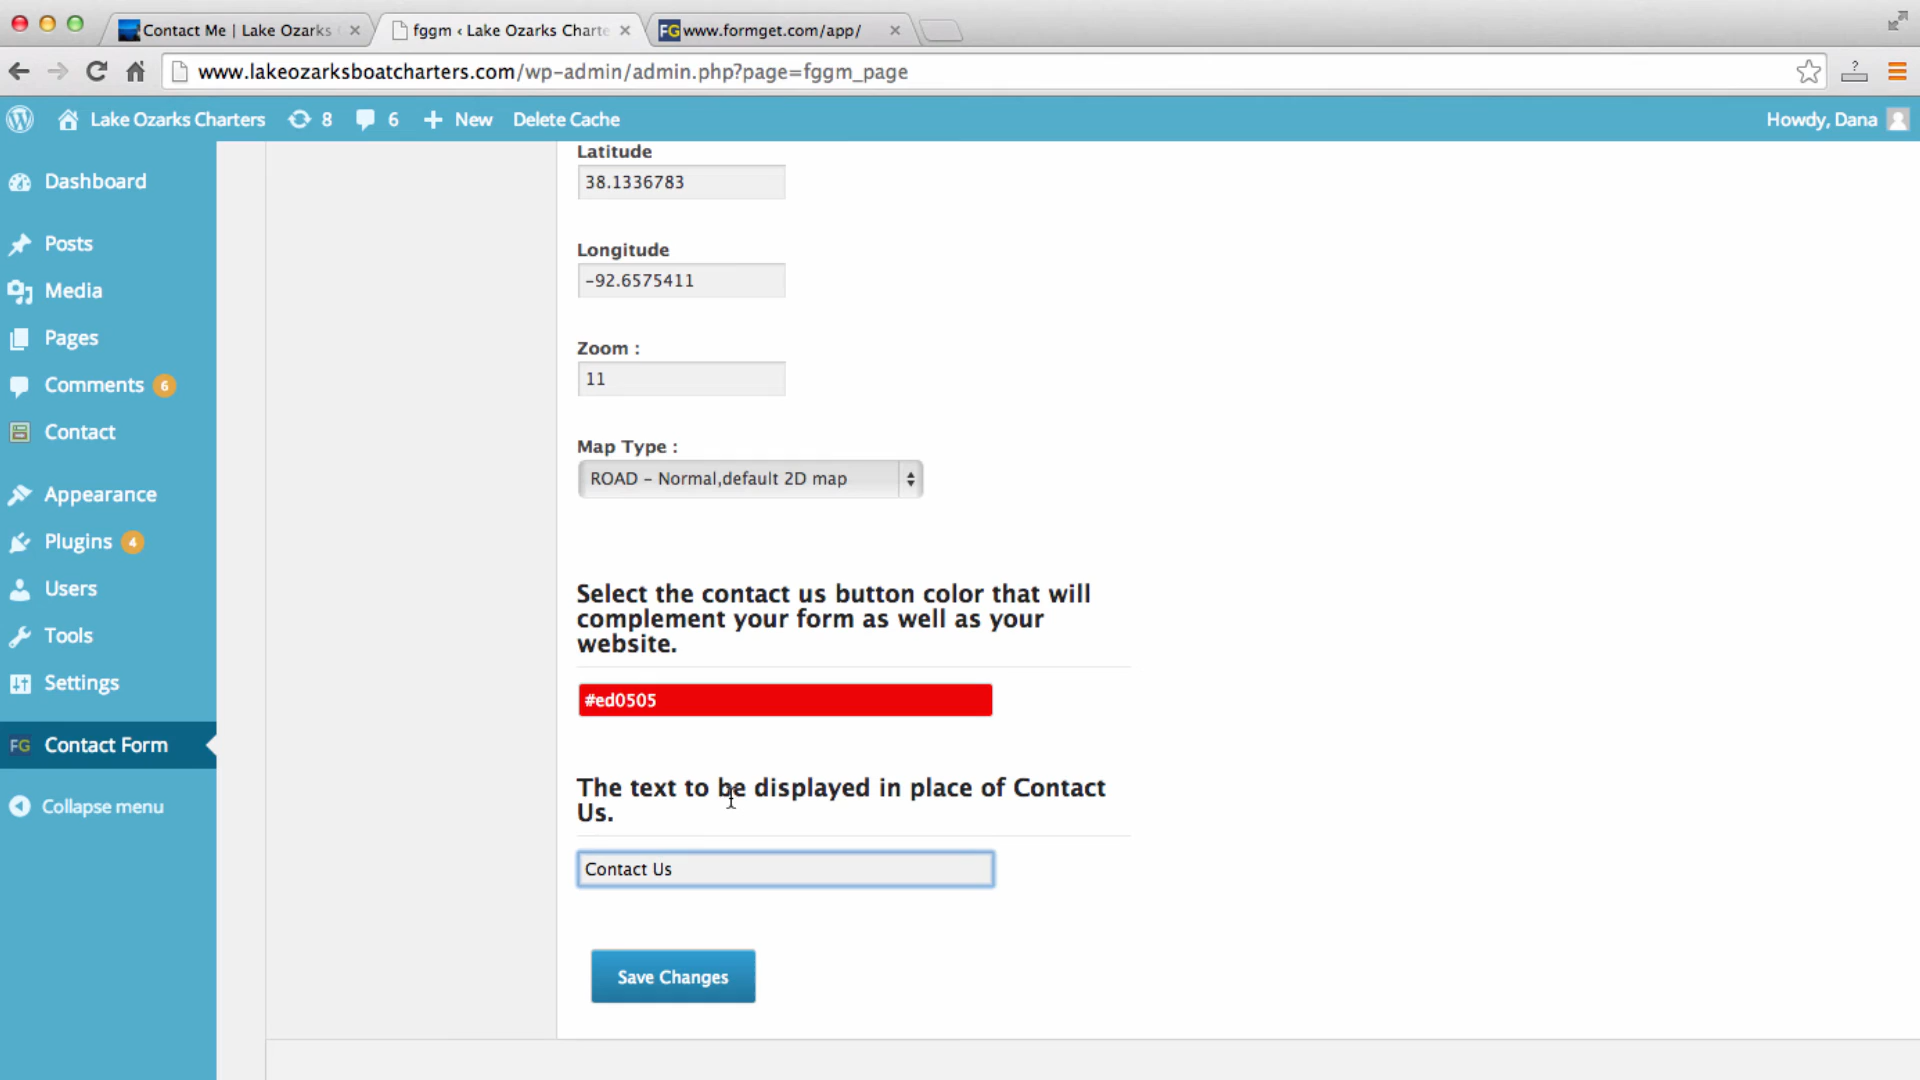 Contact Me | Lake Ozarks
fggm ‹ Lake Ozarks Charte
FG www.formget.com/app/
www.lakeozarksboatcharters.com/wp-admin/admin.php?page=fggm_page
Lake Ozarks Charters 8 6 New Delete Cache Howdy, Dana
Dashboard
Posts
Media
Pages
Comments 6
Contact
Appearance
Plugins 4
Users
Tools
Settings
FG Contact Form
Collapse menu
Latitude
38.1336783
Longitude
-92.6575411
Zoom :
11
Map Type :
ROAD – Normal,default 2D map
Select the contact us button color that will
complement your form as well as your
website.
#ed0505
The text to be displayed in place of Contact
Us.
Contact Us
Save Changes